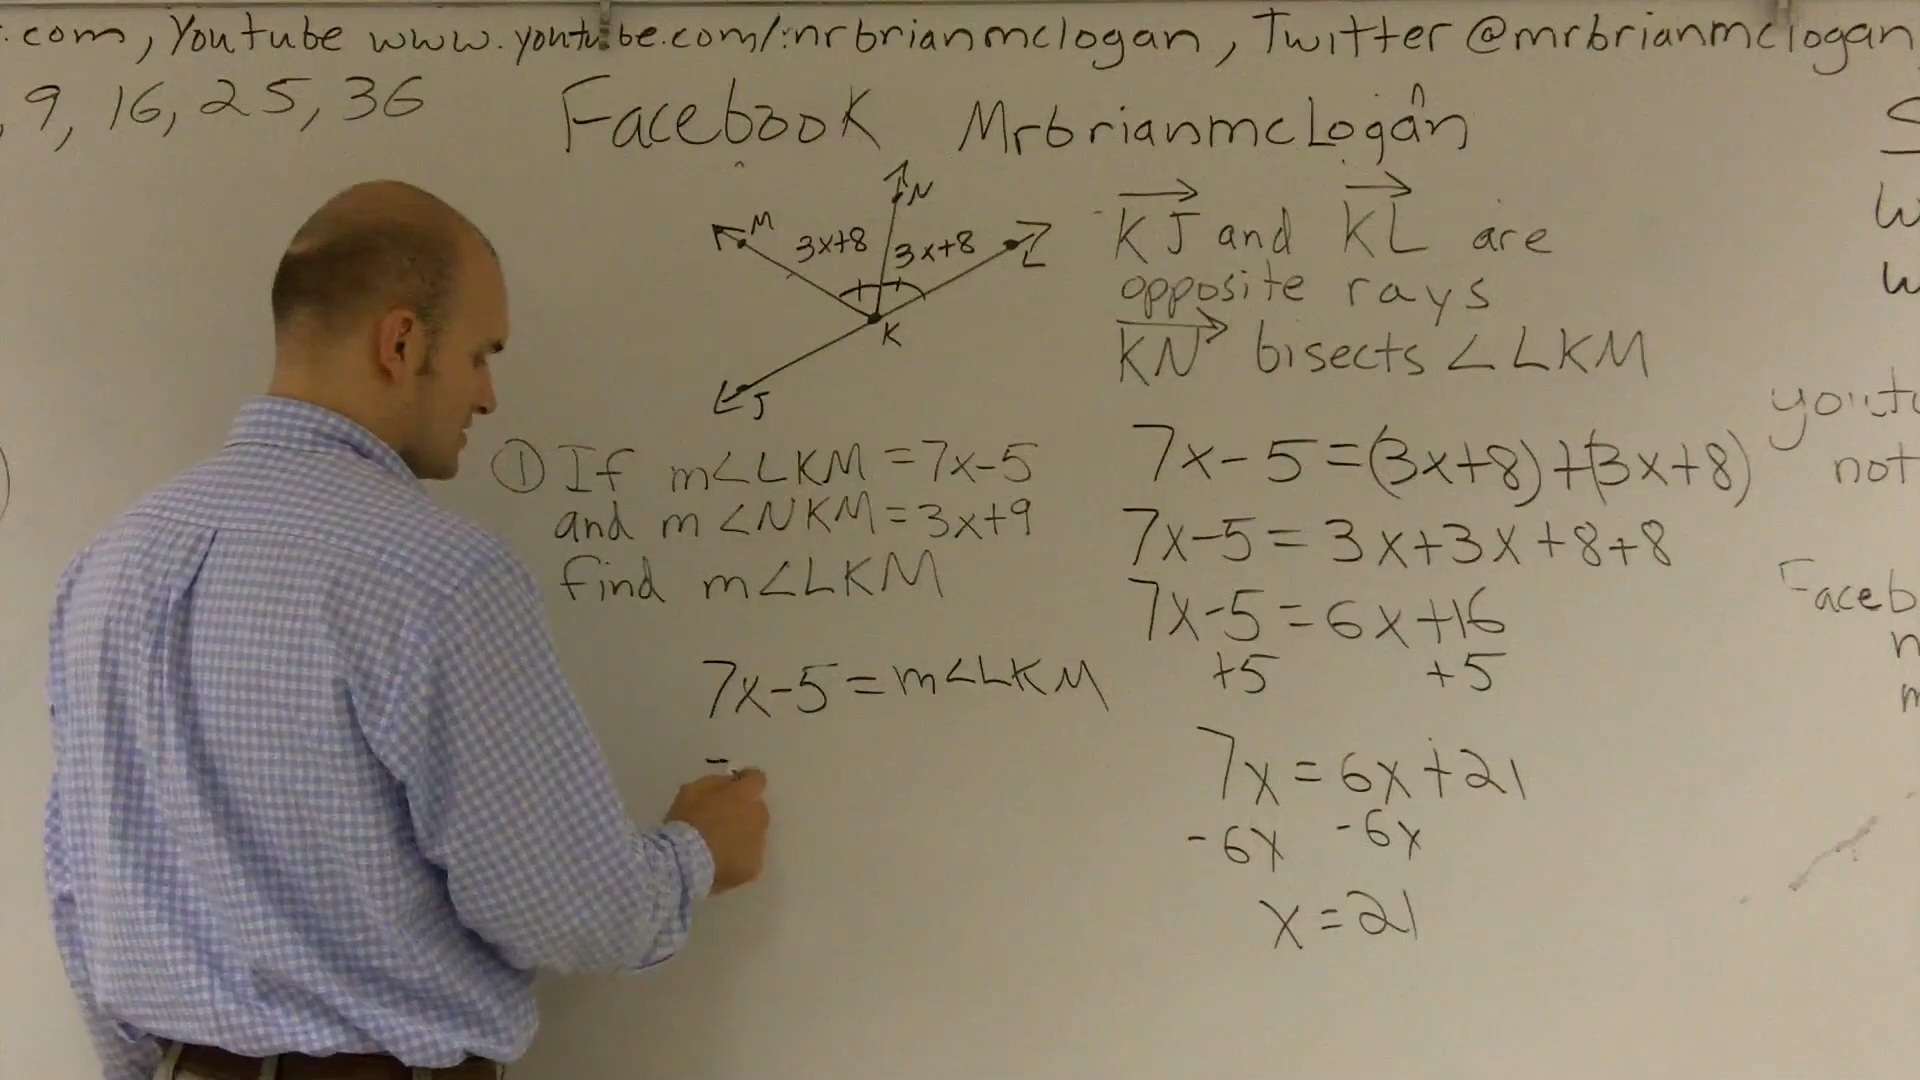 .com, Youtube www.youtube.com/mrbrianmclogan, Twitter @mrbrianmclogan
, 9, 16, 25, 36
Facebook MrbrianmcLogan
M
N
3x+8
3x+8
L
K
J
KJ and KL are
opposite rays
KN bisects ∠LKM
① If m∠LKM = 7x-5
and m∠NKM = 3x+9
find m∠LKM
7x-5 = m∠LKM
7x-5 = (3x+8)+(3x+8)
7x-5 = 3x+3x+8+8
7x-5 = 6x+16
+5 +5
7x = 6x+21
-6x -6x
x = 21
not
Faceb